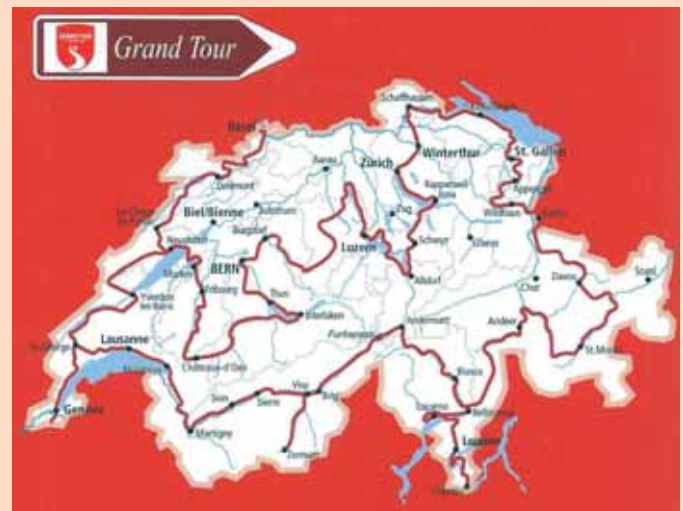 Grand Tour
Schaffhausen
Basel
Winterthur
St. Gallen
Aarau
Zürich
Appenzell
Delémont
Rapperswil
Biel/Bienne
Solothurn
Zug
Wildhaus
Burgdorf
Neuchâtel
Luzern
Schwyz
Glarus
BERN
Murten
Altdorf
Davos
Scuol
Fribourg
Thun
Chur
Yverdon
les Bains
Interlaken
Andermatt
Andeer
Furkapass
St. Moritz
Lausanne
Château-d'Oex
Montreux
Biasca
Visp
Brig
Sion
Sierre
Locarno
Bellinzona
Genève
Martigny
Lugano
Zermatt